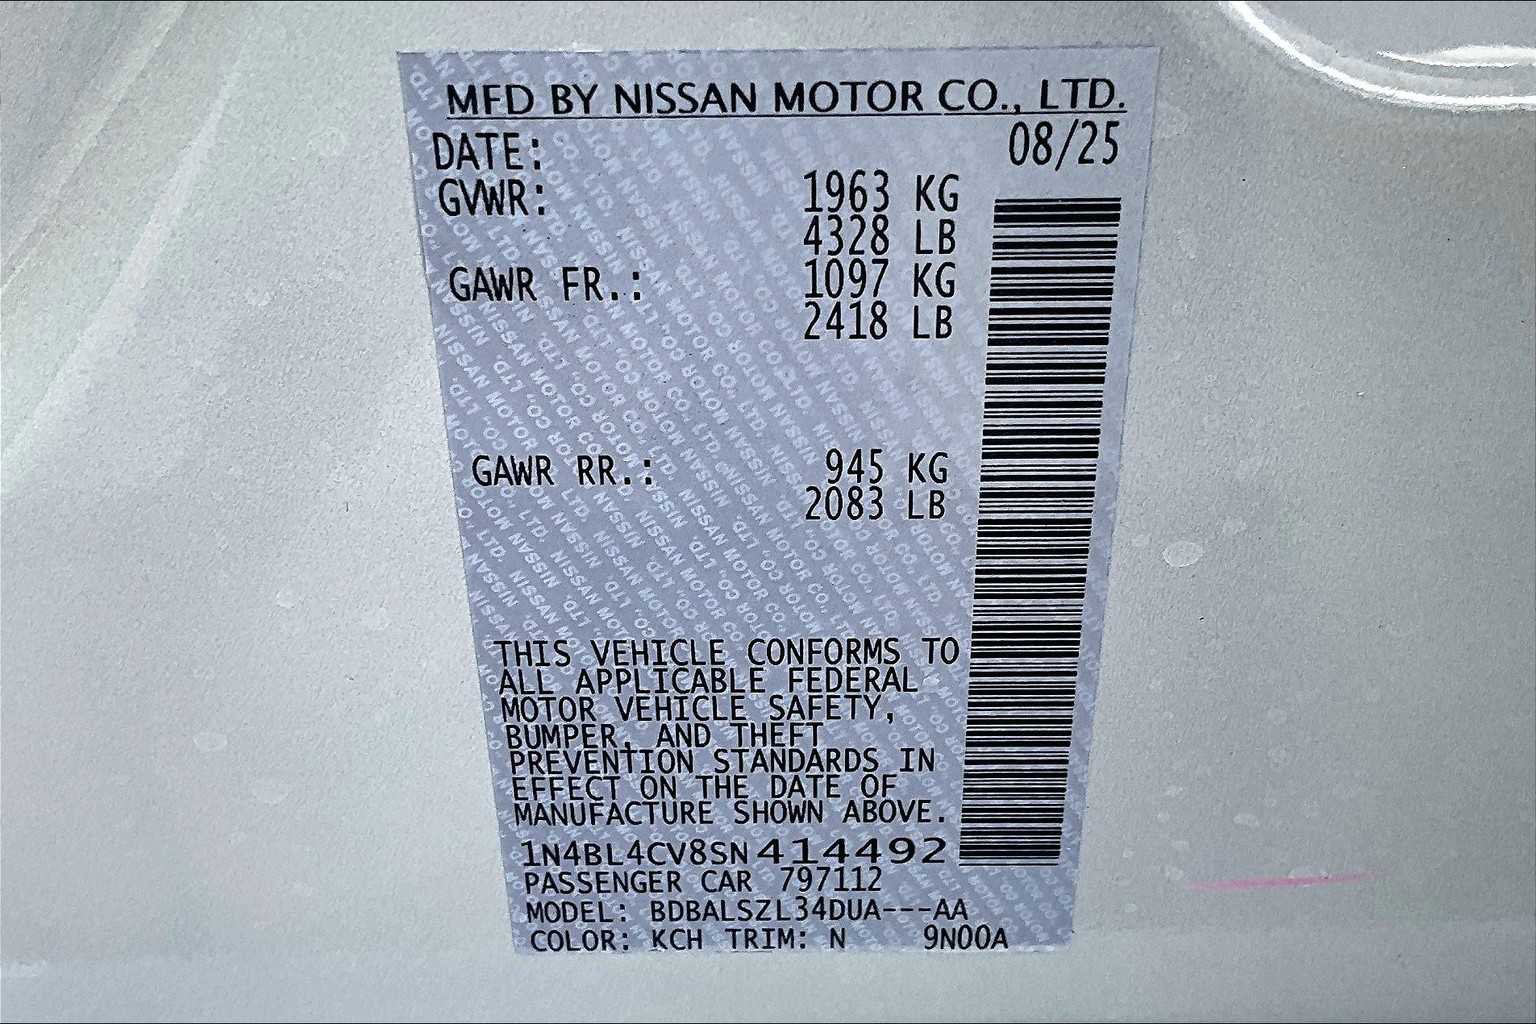 MFD BY NISSAN MOTOR CO., LTD.
DATE: 08/25
GVWR: 1963 KG
4328 LB
GAWR FR.: 1097 KG
2418 LB
GAWR RR.: 945 KG
2083 LB
THIS VEHICLE CONFORMS TO
ALL APPLICABLE FEDERAL
MOTOR VEHICLE SAFETY,
BUMPER, AND THEFT
PREVENTION STANDARDS IN
EFFECT ON THE DATE OF
MANUFACTURE SHOWN ABOVE.
1N4BL4CV8SN414492
PASSENGER CAR 797112
MODEL: BDBALSZL34DUA---AA
COLOR: KCH TRIM: N 9N00A